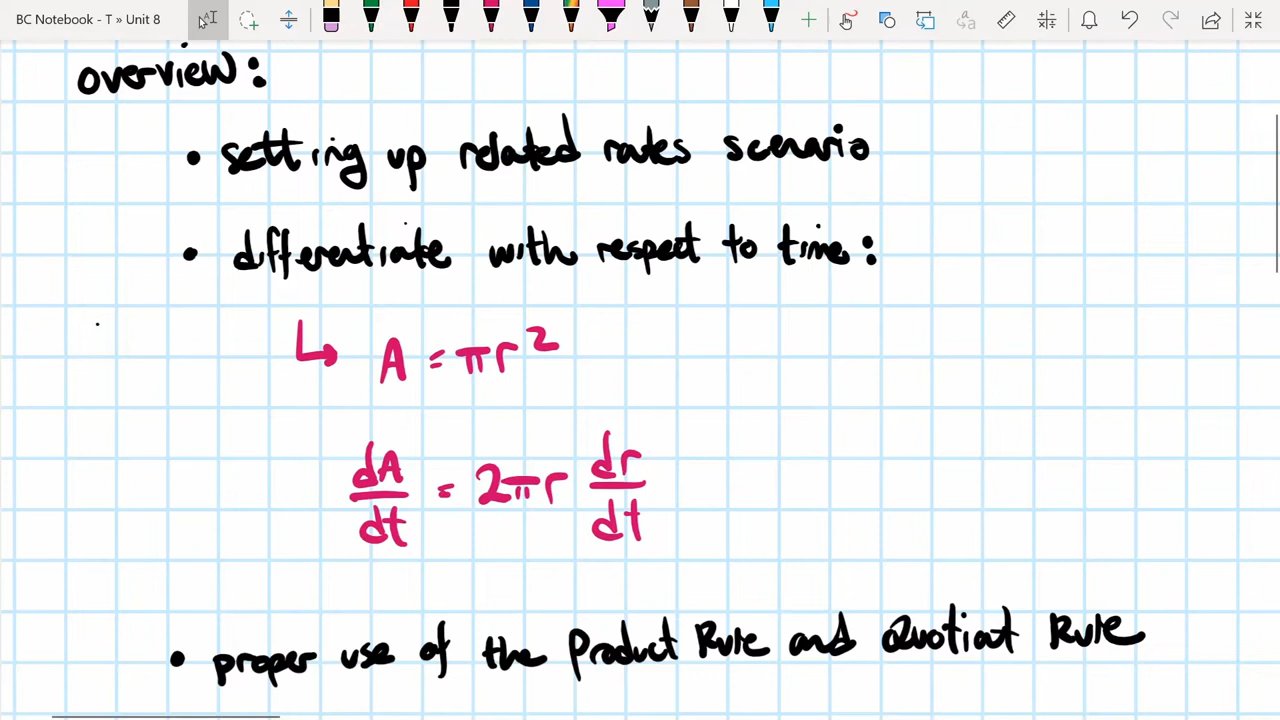 BC Notebook - T » Unit 8
overview:
• setting up related rates scenario
• differentiate with respect to time:
↳ A = πr²
dA/dt = 2πr dr/dt
• proper use of the Product Rule and Quotient Rule